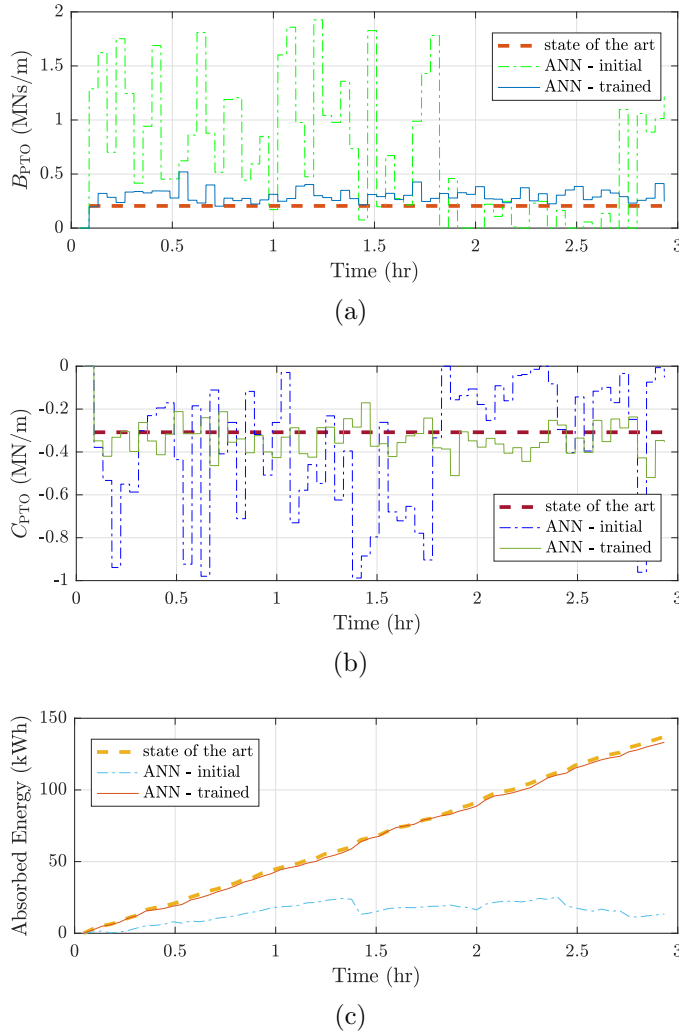 2
1.5
1
0.5
0
B_PTO (MNs/m)
state of the art
ANN - initial
ANN - trained
0 0.5 1 1.5 2 2.5 3
Time (hr)
(a)
0
-0.2
-0.4
-0.6
-0.8
-1
C_PTO (MN/m)
state of the art
ANN - initial
ANN - trained
0 0.5 1 1.5 2 2.5 3
Time (hr)
(b)
150
100
50
0
Absorbed Energy (kWh)
state of the art
ANN - initial
ANN - trained
0 0.5 1 1.5 2 2.5 3
Time (hr)
(c)